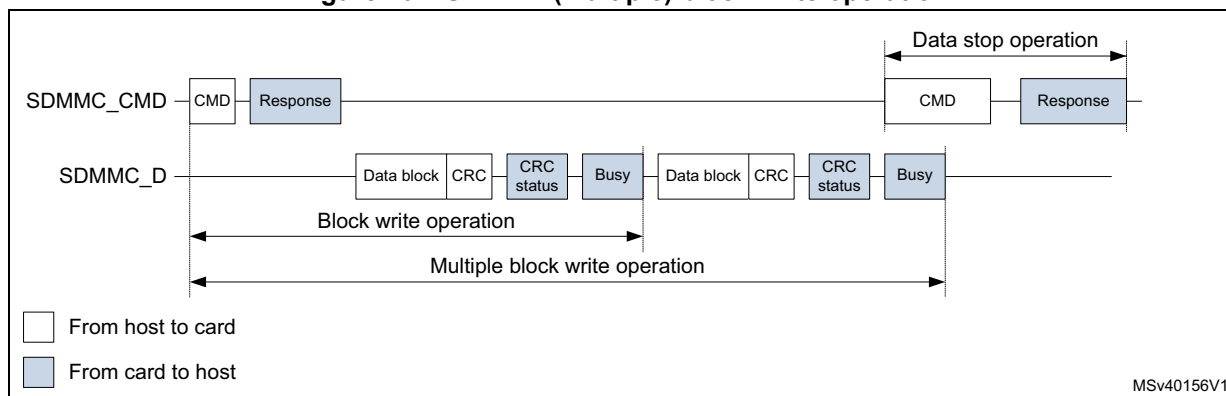 Data stop operation
SDMMC_CMD CMD Response CMD Response
SDMMC_D Data block CRC CRC status Busy Data block CRC CRC status Busy
Block write operation
Multiple block write operation
From host to card
From card to host
MSv40156V1